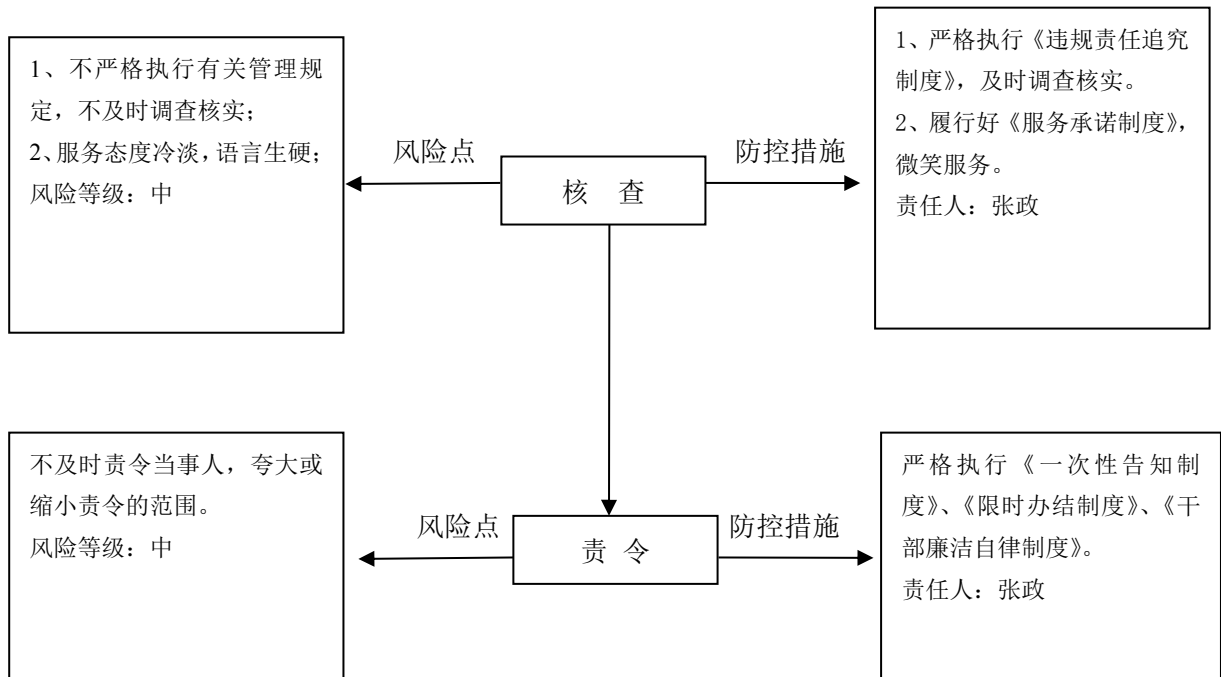 1、不严格执行有关管理规
定，不及时调查核实；
2、服务态度冷淡，语言生硬；
风险等级：中
风险点
核 查
防控措施
1、严格执行《违规责任追究
制度》，及时调查核实。
2、履行好《服务承诺制度》，
微笑服务。
责任人：张政
不及时责令当事人，夸大或
缩小责令的范围。
风险等级：中
风险点
责 令
防控措施
严格执行《一次性告知制
度》、《限时办结制度》、《干
部廉洁自律制度》。
责任人：张政